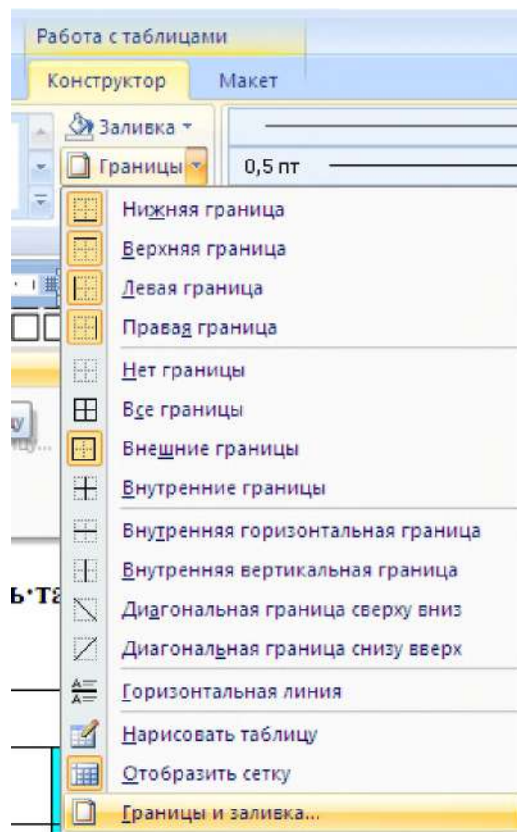 Работа с таблицами
Конструктор Макет
Заливка
Границы 0,5 пт
Нижняя граница
Верхняя граница
Левая граница
Правая граница
Нет границы
Все границы
Внешние границы
Внутренние границы
Внутренняя горизонтальная граница
Внутренняя вертикальная граница
ь·та
Диагональная граница сверху вниз
Диагональная граница снизу вверх
Горизонтальная линия
Нарисовать таблицу
Отобразить сетку
Границы и заливка...